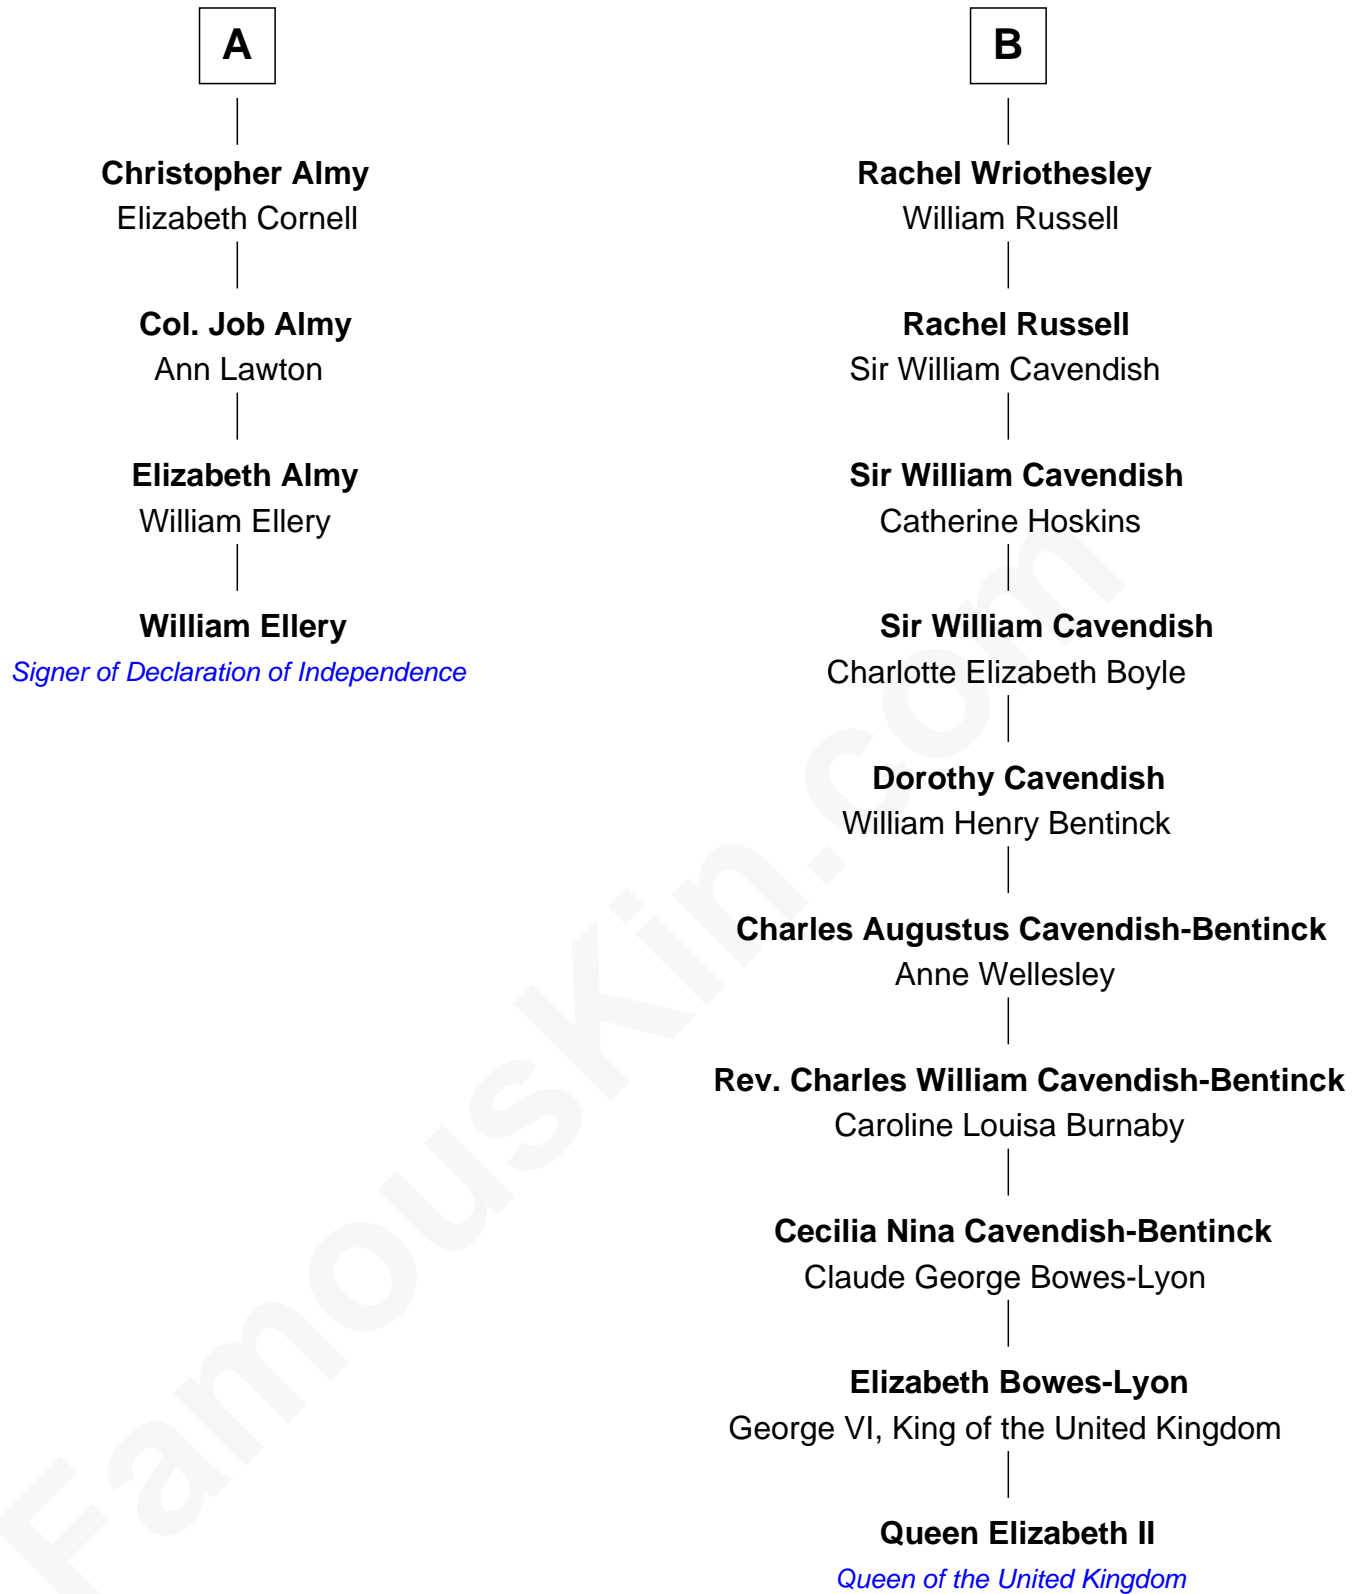 A
Christopher Almy
Elizabeth Cornell
Col. Job Almy
Ann Lawton
Elizabeth Almy
William Ellery
William Ellery
Signer of Declaration of Independence
B
Rachel Wriothesley
William Russell
Rachel Russell
Sir William Cavendish
Sir William Cavendish
Catherine Hoskins
Sir William Cavendish
Charlotte Elizabeth Boyle
Dorothy Cavendish
William Henry Bentinck
Charles Augustus Cavendish-Bentinck
Anne Wellesley
Rev. Charles William Cavendish-Bentinck
Caroline Louisa Burnaby
Cecilia Nina Cavendish-Bentinck
Claude George Bowes-Lyon
Elizabeth Bowes-Lyon
George VI, King of the United Kingdom
Queen Elizabeth II
Queen of the United Kingdom
FamousKin.com